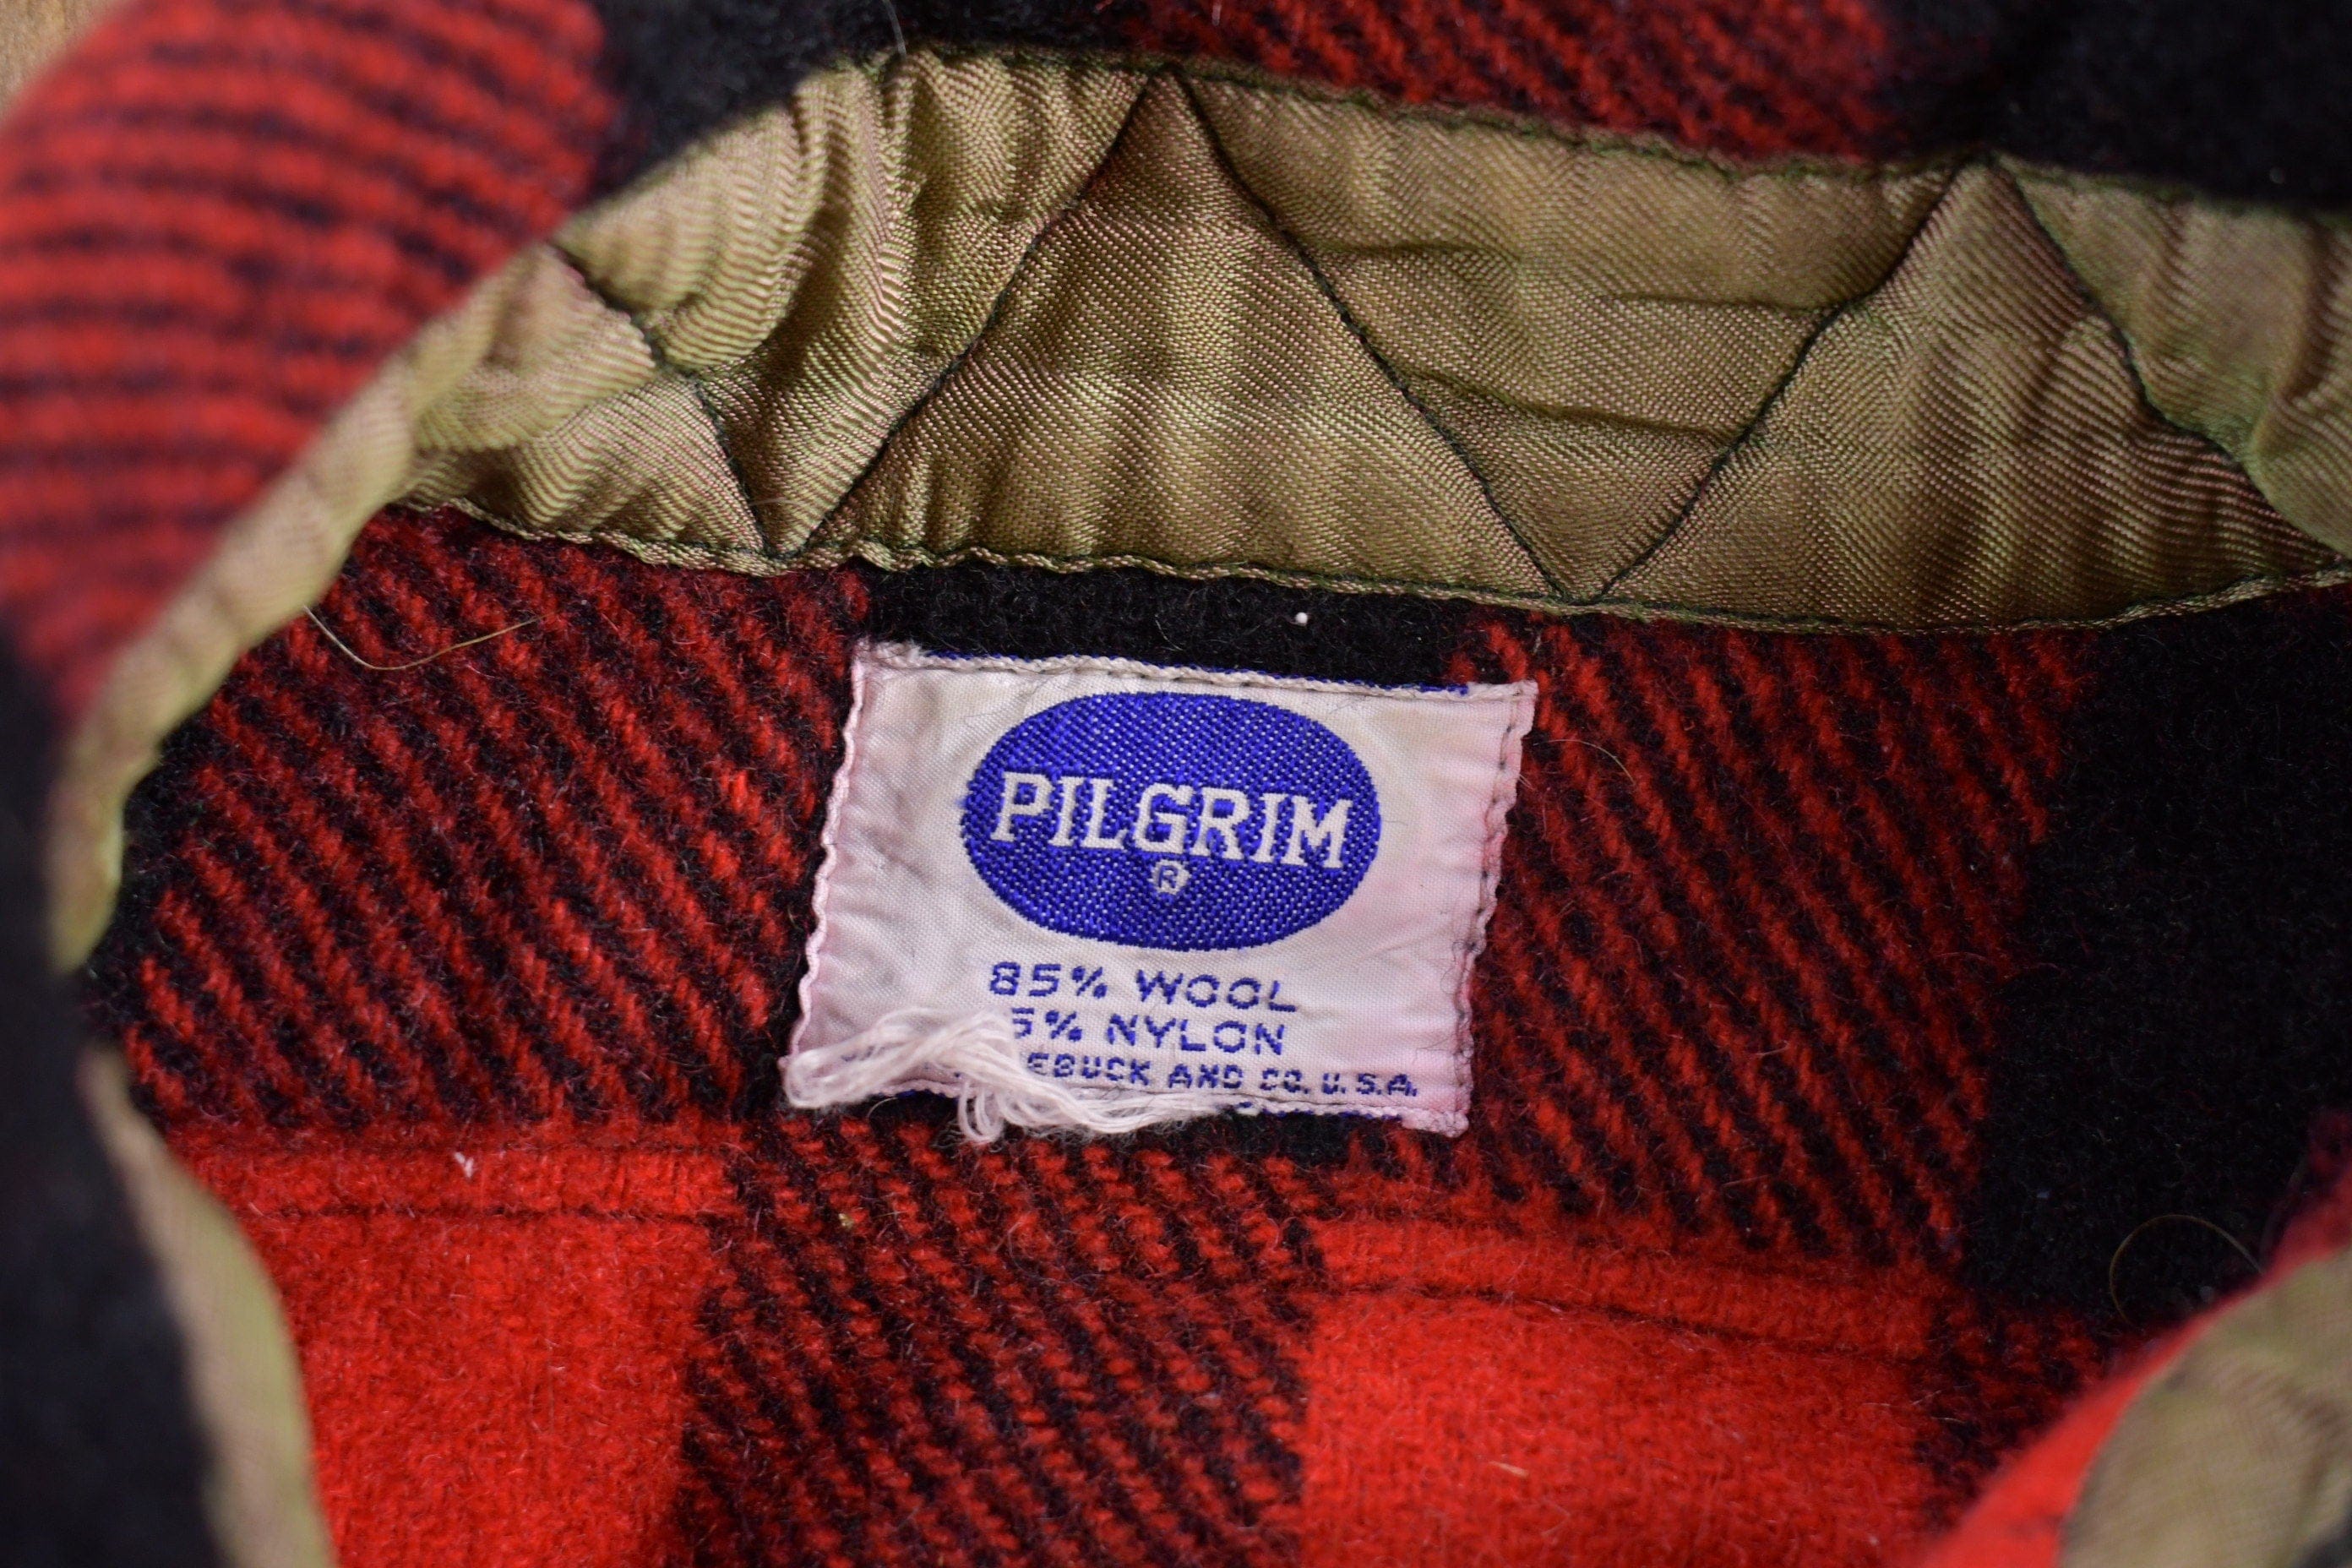 PILGRIM
®
85% WOOL
5% NYLON
EBUCK AND CO. U.S.A.